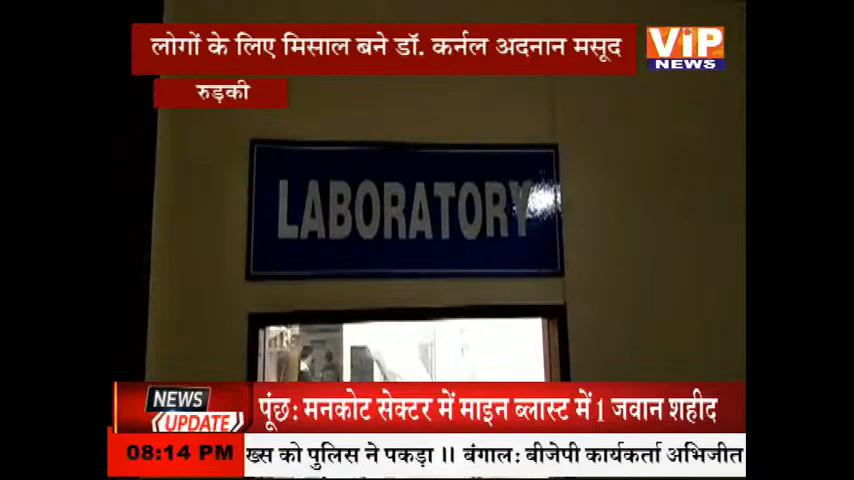 लोगों के लिए मिसाल बने डॉ. कर्नल अदनान मसूद
VIP
NEWS
रुड़की
LABORATORY
NEWS
UPDATE
पूंछ: मनकोट सेक्टर में माइन ब्लास्ट में 1 जवान शहीद
08:14 PM
ख्स को पुलिस ने पकड़ा || बंगाल: बीजेपी कार्यकर्ता अभिजीत